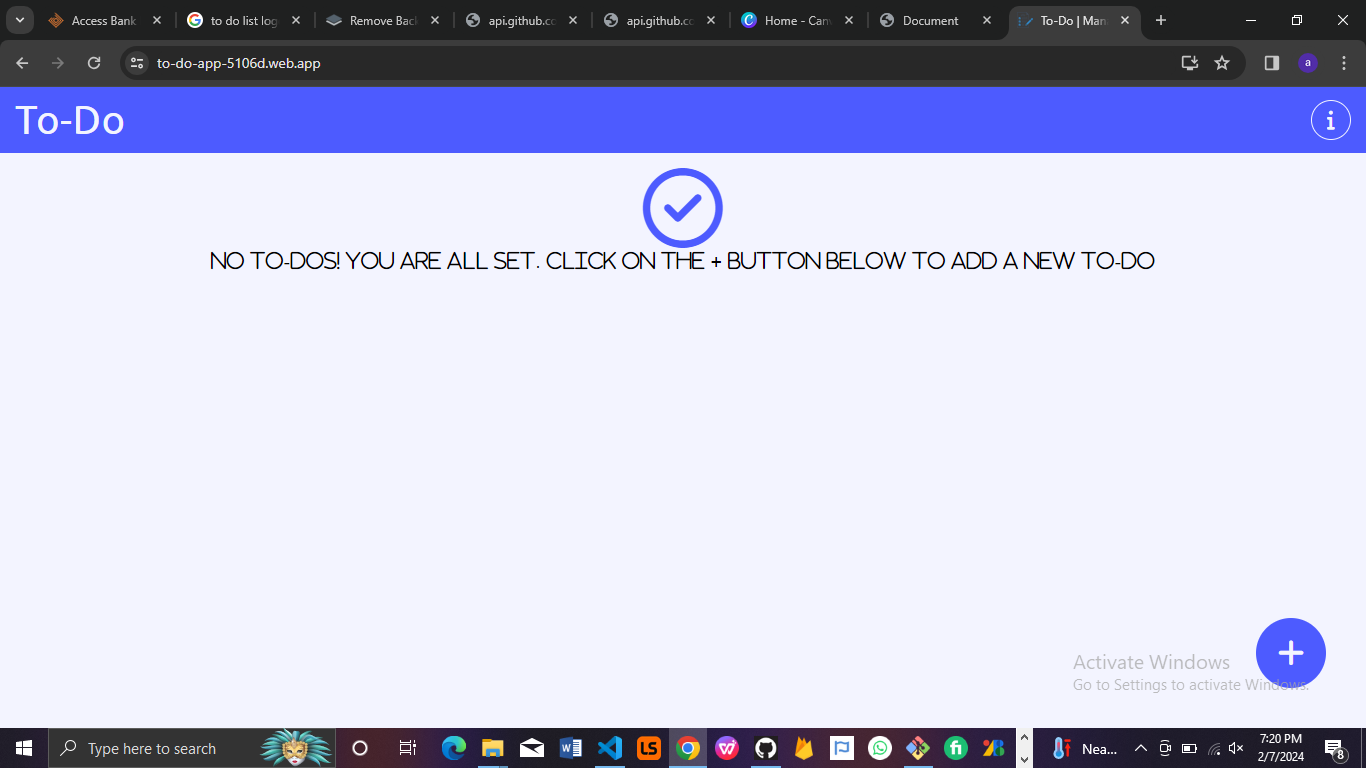 Access Bank
to do list log
Remove Bac
api.github.cc
api.github.cc
Home - Can
Document
To-Do | Man
to-do-app-5106d.web.app
a
To-Do
i
NO TO-DOS! YOU ARE ALL SET. CLICK ON THE + BUTTON BELOW TO ADD A NEW TO-DO
+
Activate Windows
Go to Settings to activate Windows.
Type here to search
LS
Nea...
7:20 PM
2/7/2024
8